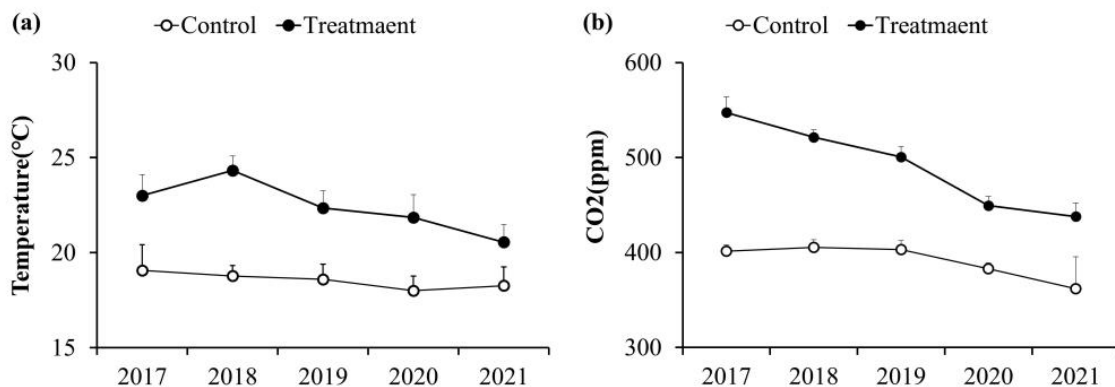 (a) Control Treatmaent
30
25
20
15
Temperature(°C)
2017 2018 2019 2020 2021
(b) Control Treatmaent
600
500
400
300
CO2(ppm)
2017 2018 2019 2020 2021